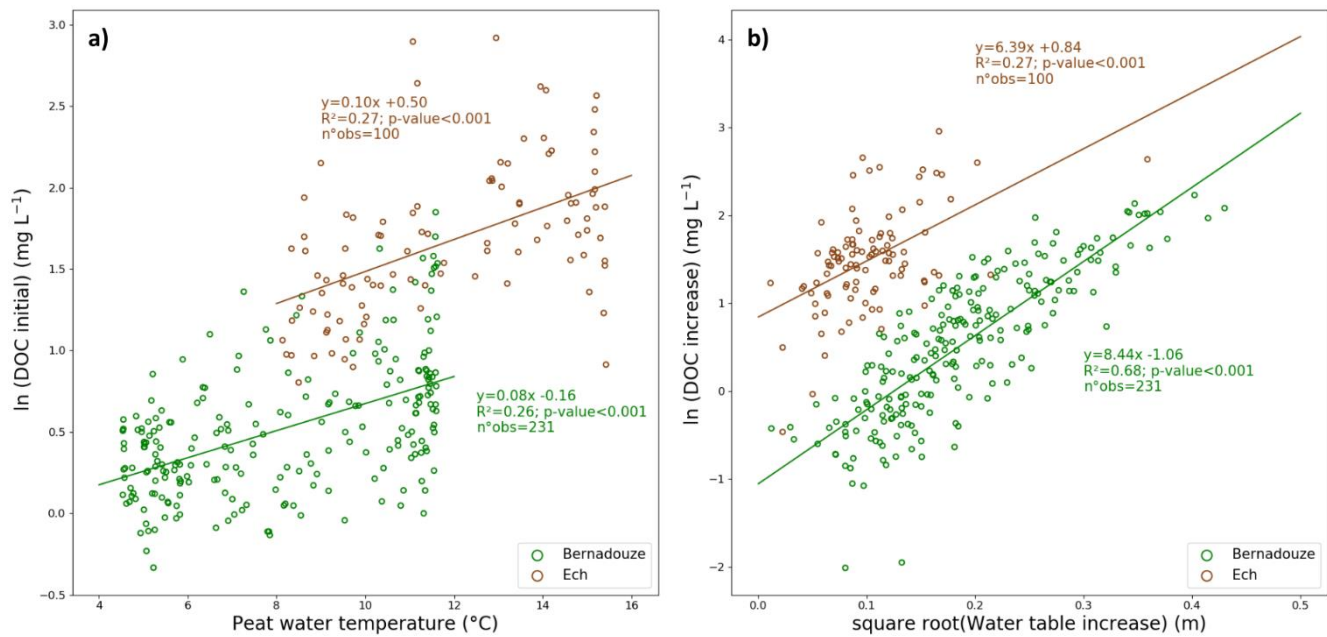 a)
y=0.10x +0.50
R²=0.27; p-value<0.001
n°obs=100
y=0.08x -0.16
R²=0.26; p-value<0.001
n°obs=231
3.0
2.5
2.0
1.5
1.0
0.5
0.0
−0.5
ln (DOC initial) (mg L⁻¹)
4 6 8 10 12 14 16
Peat water temperature (°C)
Bernadouze
Ech
b)
y=6.39x +0.84
R²=0.27; p-value<0.001
n°obs=100
y=8.44x -1.06
R²=0.68; p-value<0.001
n°obs=231
4
3
2
1
0
−1
−2
ln (DOC increase) (mg L⁻¹)
0.0 0.1 0.2 0.3 0.4 0.5
square root(Water table increase) (m)
Bernadouze
Ech